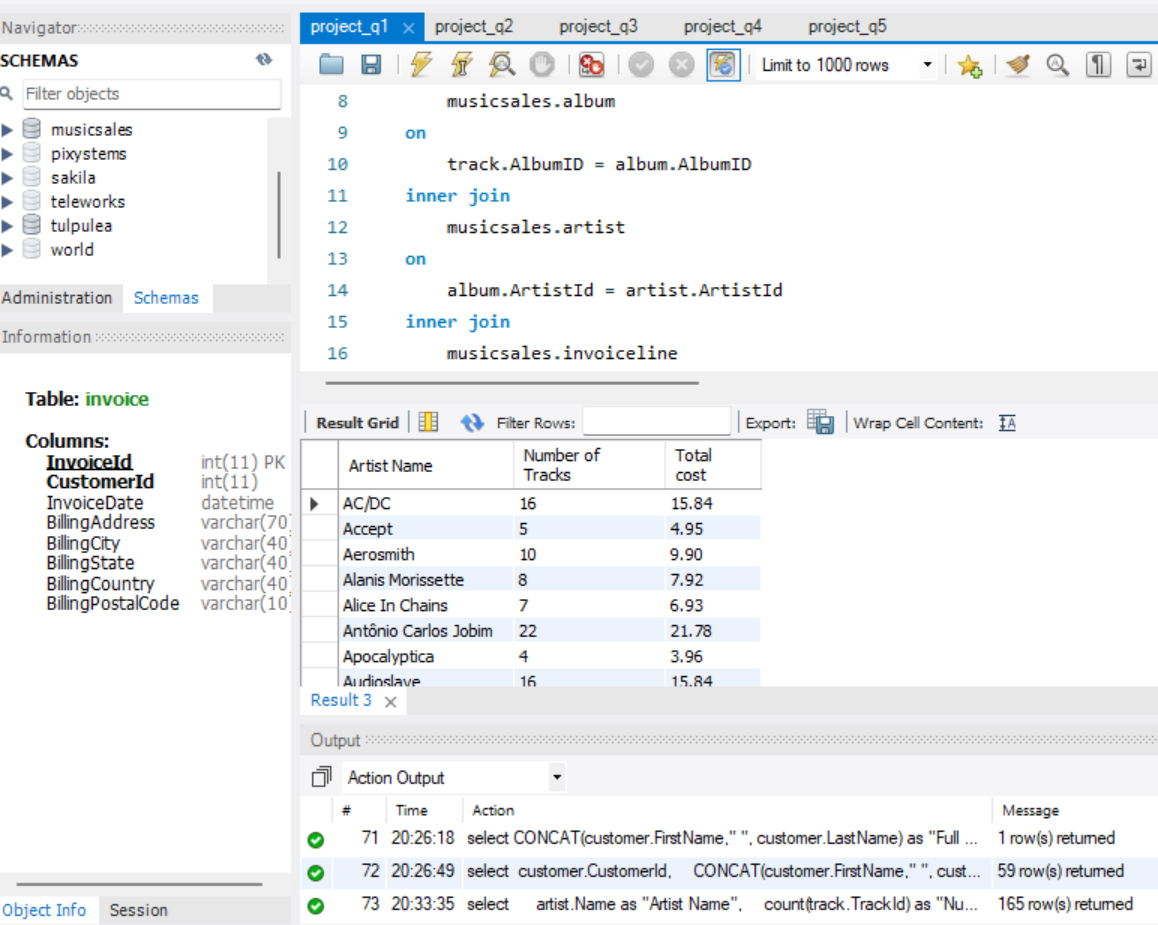 Navigator
SCHEMAS
Filter objects
musicsales
pixystems
sakila
teleworks
tulpulea
world
Administration Schemas
Information
Table: invoice
Columns:
InvoiceId int(11) PK
CustomerId int(11)
InvoiceDate datetime
BillingAddress varchar(70)
BillingCity varchar(40)
BillingState varchar(40)
BillingCountry varchar(40)
BillingPostalCode varchar(10)
Object Info Session
project_q1 × project_q2 project_q3 project_q4 project_q5
Limit to 1000 rows
8 musicsales.album
9 on
10 track.AlbumID = album.AlbumID
11 inner join
12 musicsales.artist
13 on
14 album.ArtistId = artist.ArtistId
15 inner join
16 musicsales.invoiceline
Result Grid Filter Rows: Export: Wrap Cell Content: IA
Artist Name Number of Tracks Total cost
AC/DC 16 15.84
Accept 5 4.95
Aerosmith 10 9.90
Alanis Morissette 8 7.92
Alice In Chains 7 6.93
Antônio Carlos Jobim 22 21.78
Apocalyptica 4 3.96
Audioslave 16 15.84
Result 3 ×
Output
Action Output
# Time Action Message
71 20:26:18 select CONCAT(customer.FirstName," ", customer.LastName) as "Full ... 1 row(s) returned
72 20:26:49 select customer.CustomerId, CONCAT(customer.FirstName," ", cust... 59 row(s) returned
73 20:33:35 select artist.Name as "Artist Name", count(track.TrackId) as "Nu... 165 row(s) returned